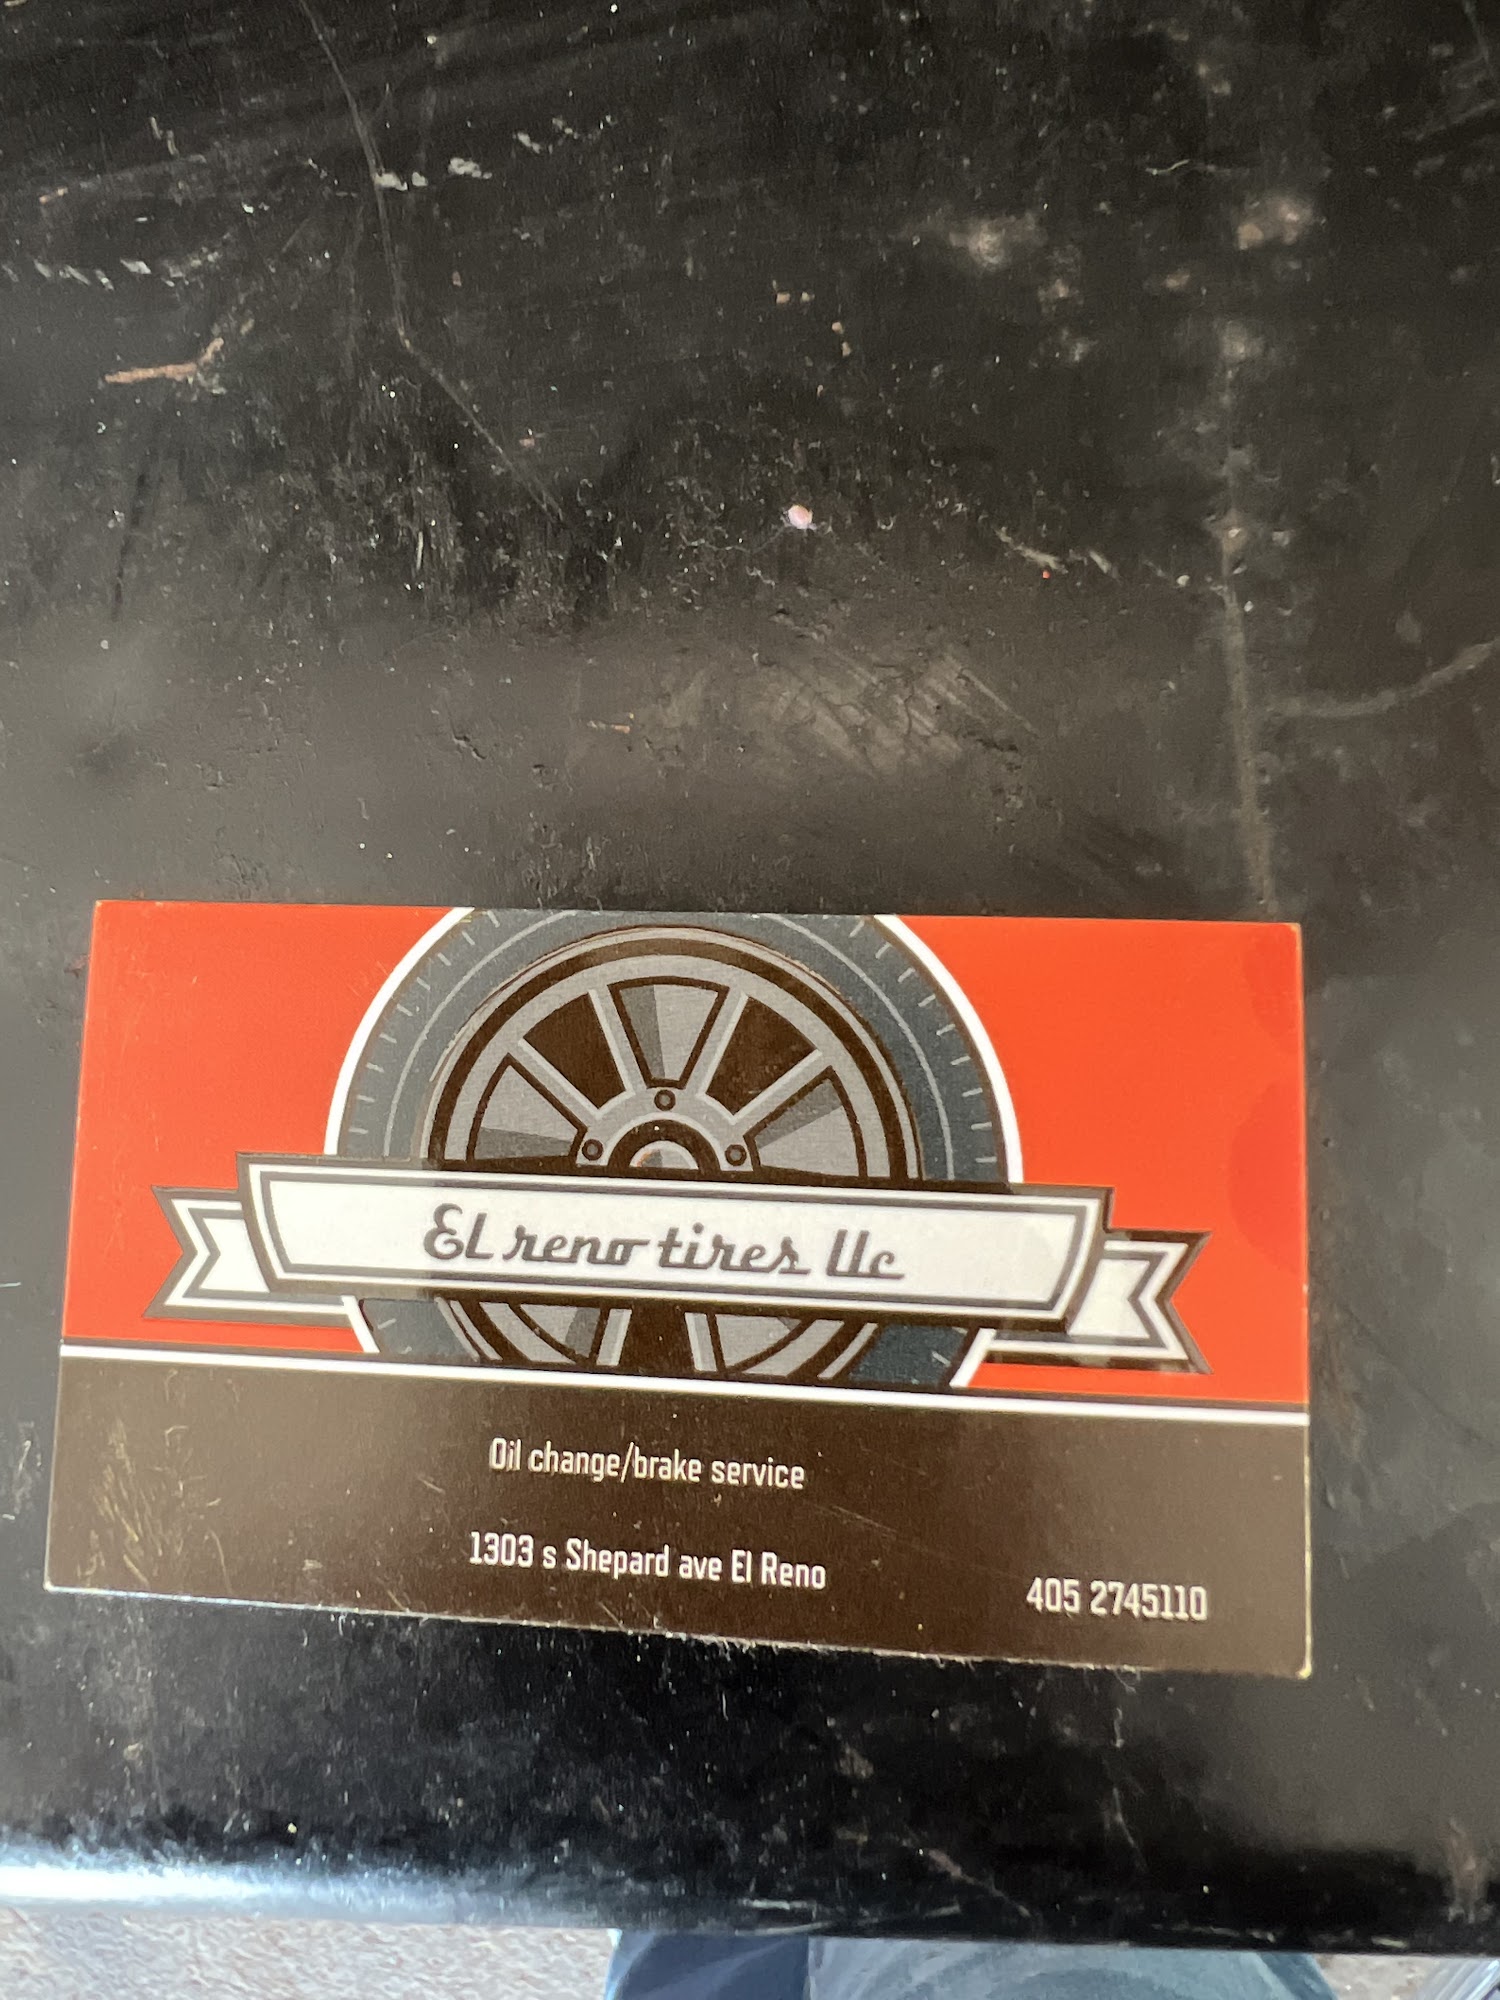 EL reno tires llc
Oil change/brake service
1303 s Shepard ave El Reno
405 2745110